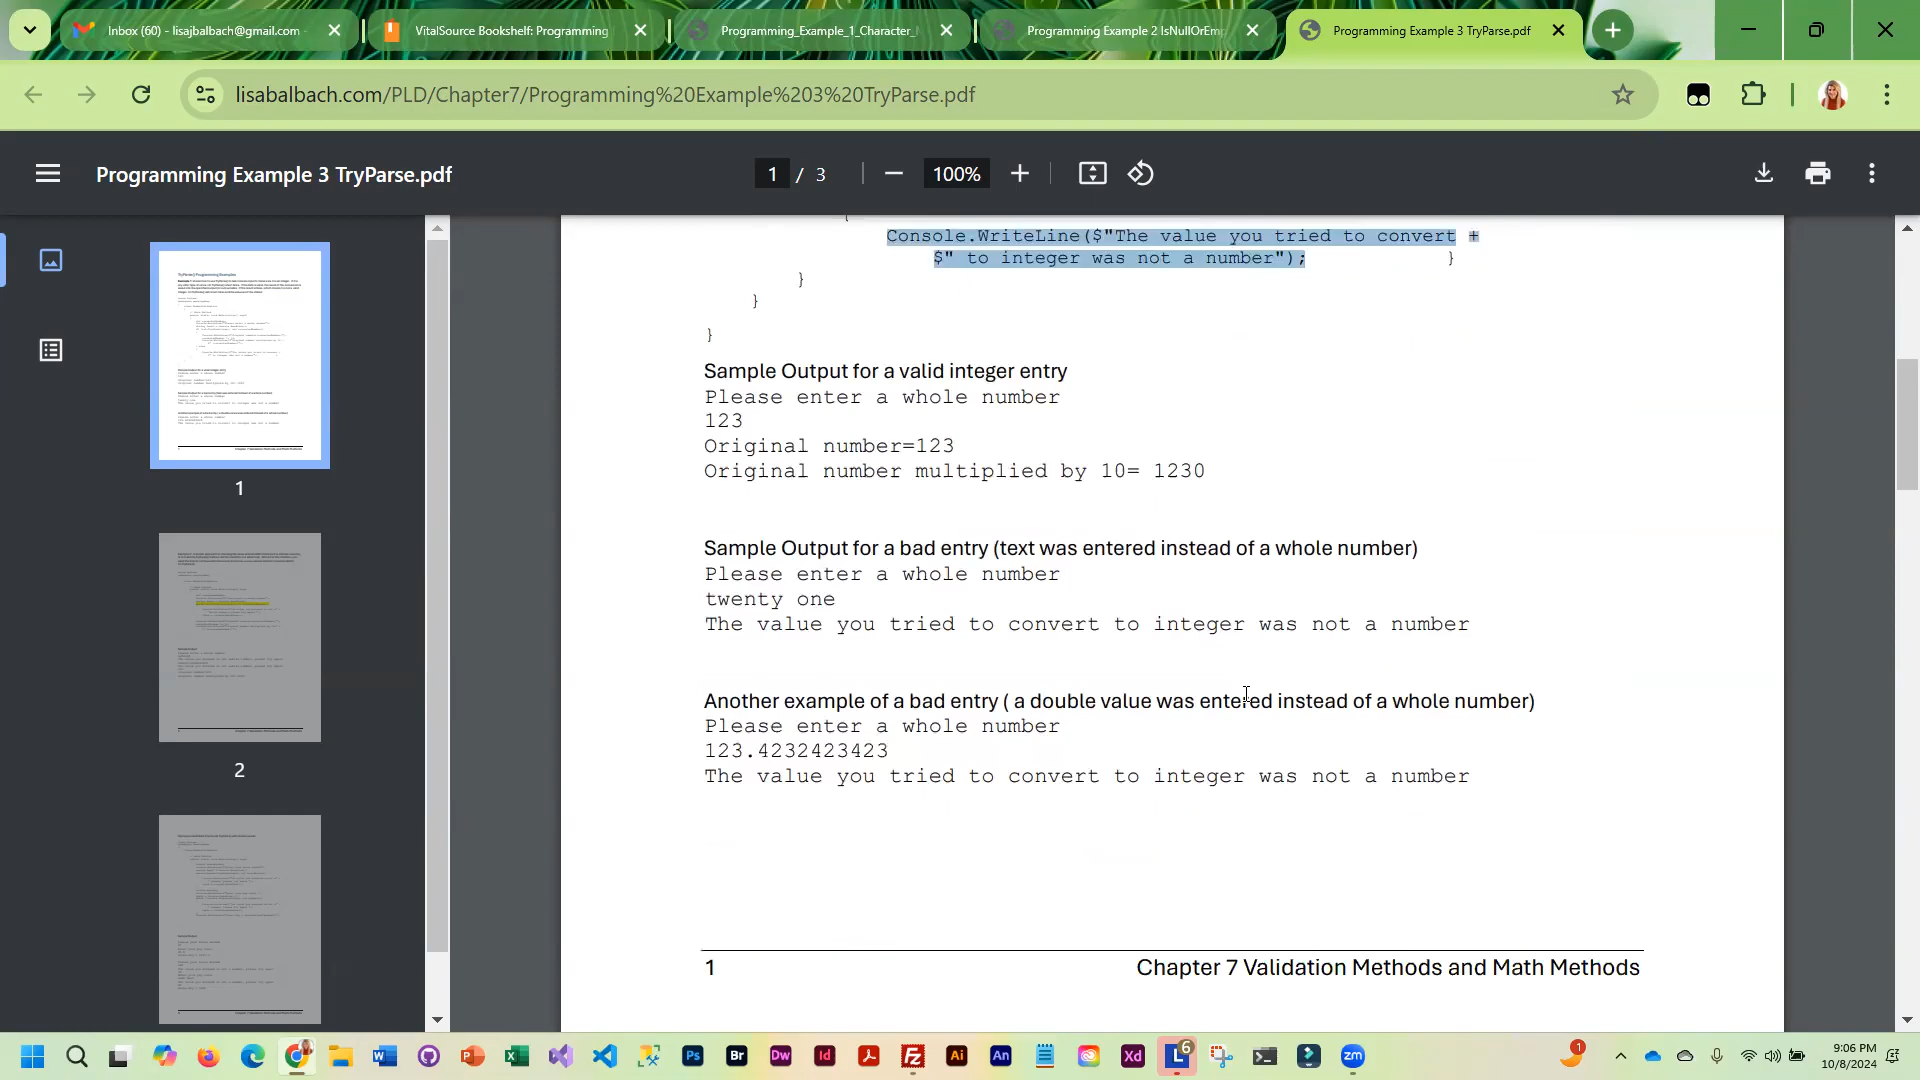 Inbox (60) - lisajbalbach@gmail.com
VitalSource Bookshelf: Programming
Programming_Example_1_Character_
Programming Example 2 IsNullOrEm
Programming Example 3 TryParse.pdf
lisabalbach.com/PLD/Chapter7/Programming%20Example%203%20TryParse.pdf
Programming Example 3 TryParse.pdf
1 / 3
100%
{
Console.WriteLine($"The value you tried to convert +
$" to integer was not a number"); }
}
}
}
Sample Output for a valid integer entry
Please enter a whole number
123
Original number=123
Original number multiplied by 10= 1230
Sample Output for a bad entry (text was entered instead of a whole number)
Please enter a whole number
twenty one
The value you tried to convert to integer was not a number
Another example of a bad entry ( a double value was entered instead of a whole number)
Please enter a whole number
123.4232423423
The value you tried to convert to integer was not a number
1 Chapter 7 Validation Methods and Math Methods
1
2
6
1
9:06 PM
10/8/2024